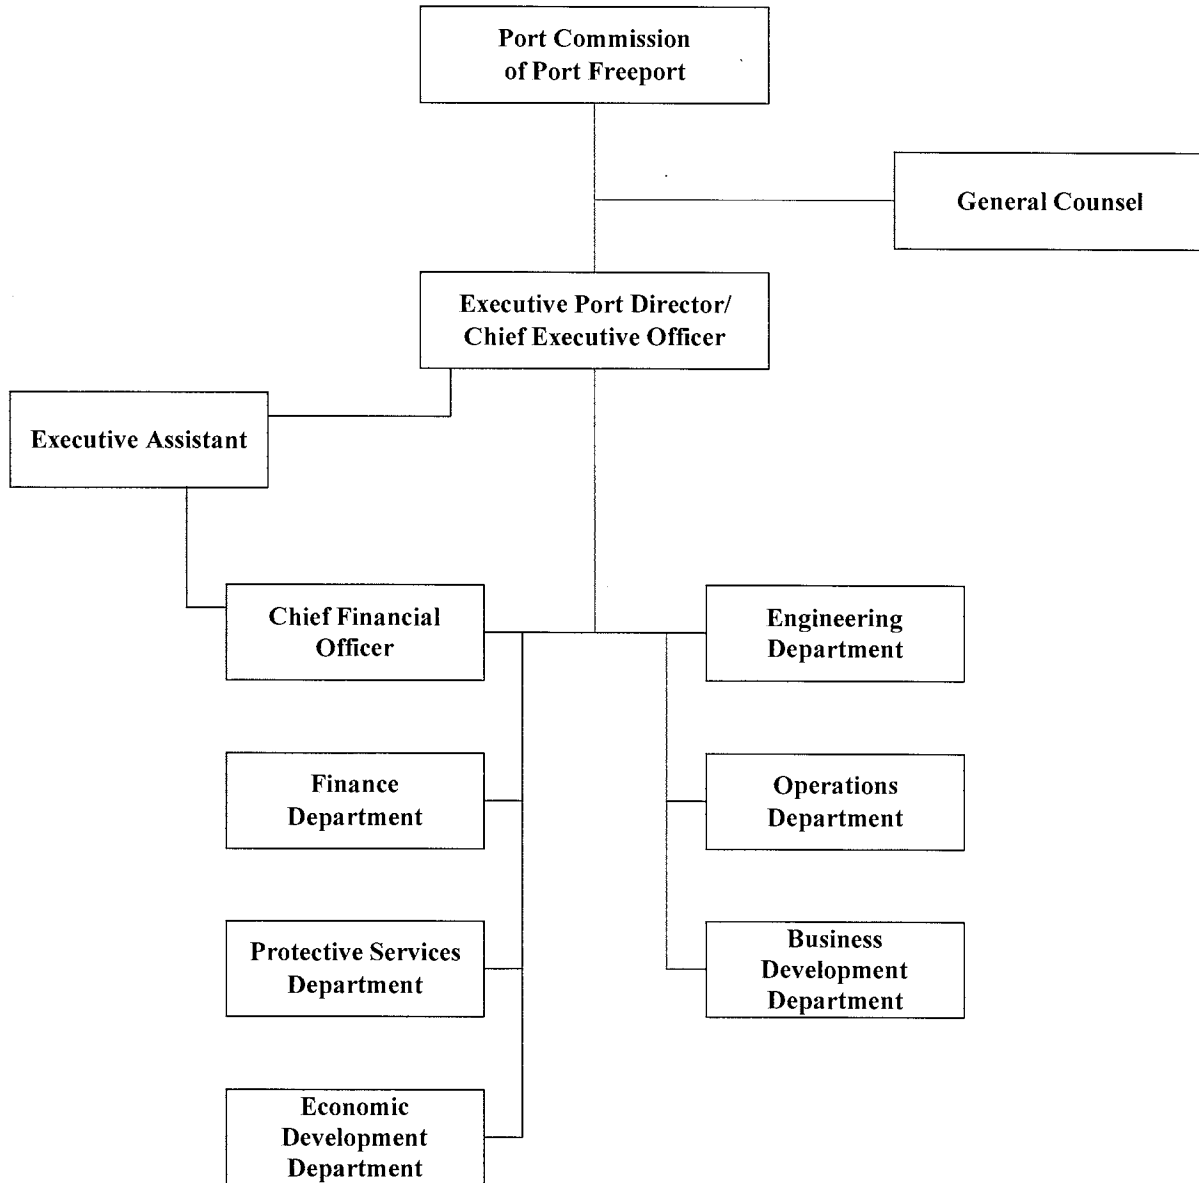 Port Commission
of Port Freeport
General Counsel
Executive Port Director/
Chief Executive Officer
Executive Assistant
Chief Financial
Officer
Engineering
Department
Finance
Department
Operations
Department
Protective Services
Department
Business
Development
Department
Economic
Development
Department